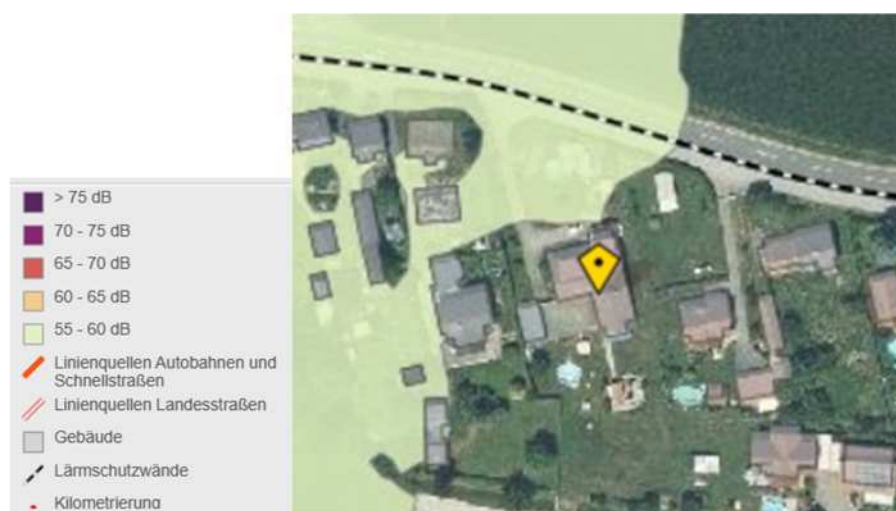 > 75 dB
70 - 75 dB
65 - 70 dB
60 - 65 dB
55 - 60 dB
Linienquellen Autobahnen und
Schnellstraßen
Linienquellen Landesstraßen
Gebäude
Lärmschutzwände
Kilometrierung